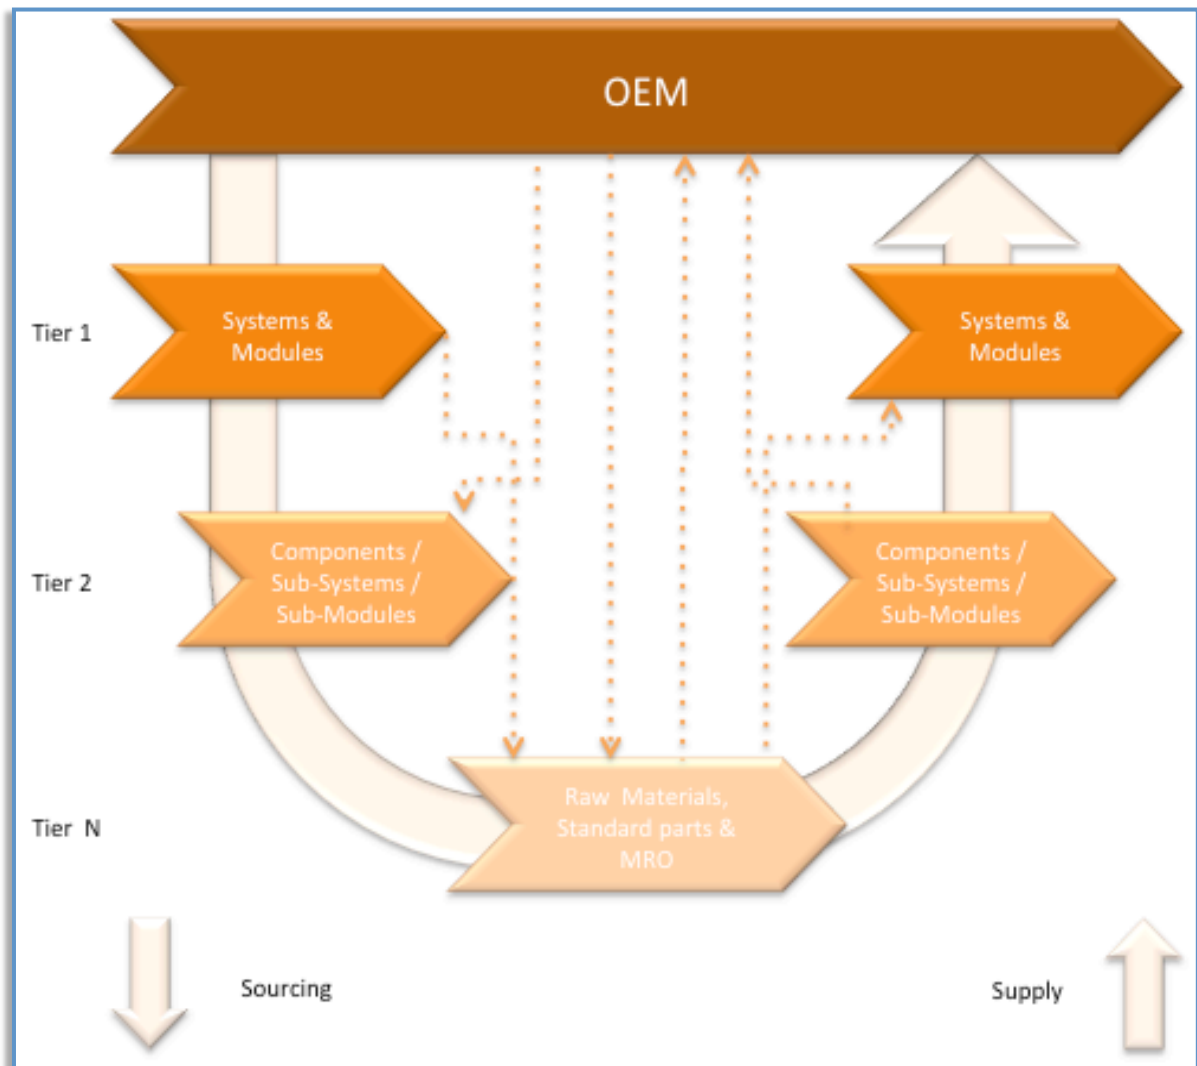 OEM
Tier 1
Systems &
Modules
Systems &
Modules
Tier 2
Components /
Sub-Systems /
Sub-Modules
Components /
Sub-Systems /
Sub-Modules
Tier N
Raw Materials,
Standard parts &
MRO
Sourcing
Supply